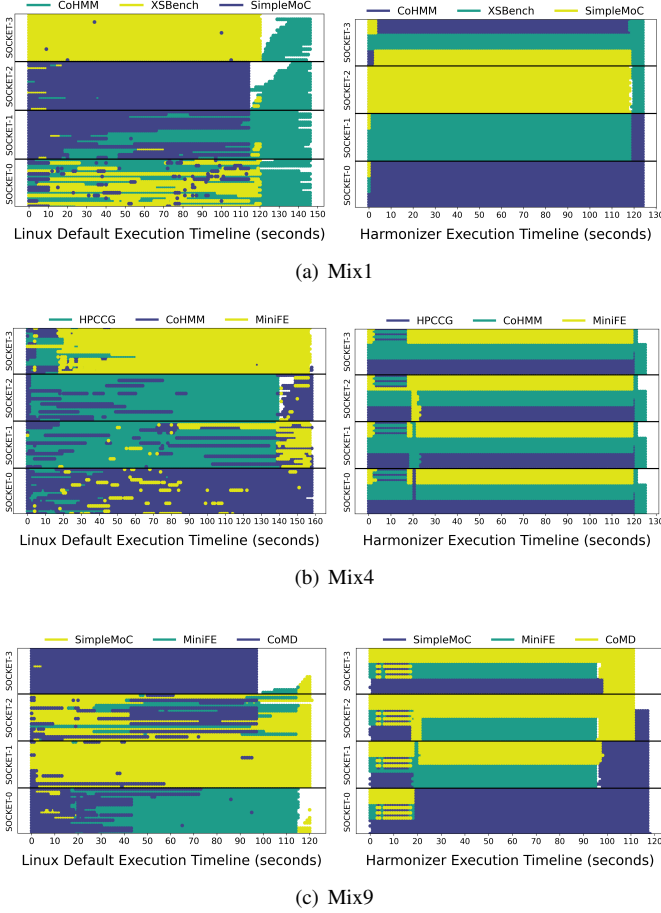 CoHMM XSBench SimpleMoC
SOCKET-3
SOCKET-2
SOCKET-1
SOCKET-0
0 10 20 30 40 50 60 70 80 90 100 110 120 130 140 150
Linux Default Execution Timeline (seconds)
CoHMM XSBench SimpleMoC
SOCKET-3
SOCKET-2
SOCKET-1
SOCKET-0
0 10 20 30 40 50 60 70 80 90 100 110 120 130
Harmonizer Execution Timeline (seconds)
(a) Mix1
HPCCG CoHMM MiniFE
SOCKET-3
SOCKET-2
SOCKET-1
SOCKET-0
0 10 20 30 40 50 60 70 80 90 100 110 120 130 140 150 160
Linux Default Execution Timeline (seconds)
HPCCG CoHMM MiniFE
SOCKET-3
SOCKET-2
SOCKET-1
SOCKET-0
0 10 20 30 40 50 60 70 80 90 100 110 120 130
Harmonizer Execution Timeline (seconds)
(b) Mix4
SimpleMoC MiniFE CoMD
SOCKET-3
SOCKET-2
SOCKET-1
SOCKET-0
0 10 20 30 40 50 60 70 80 90 100 110 120
Linux Default Execution Timeline (seconds)
SimpleMoC MiniFE CoMD
SOCKET-3
SOCKET-2
SOCKET-1
SOCKET-0
0 10 20 30 40 50 60 70 80 90 100 110 120
Harmonizer Execution Timeline (seconds)
(c) Mix9